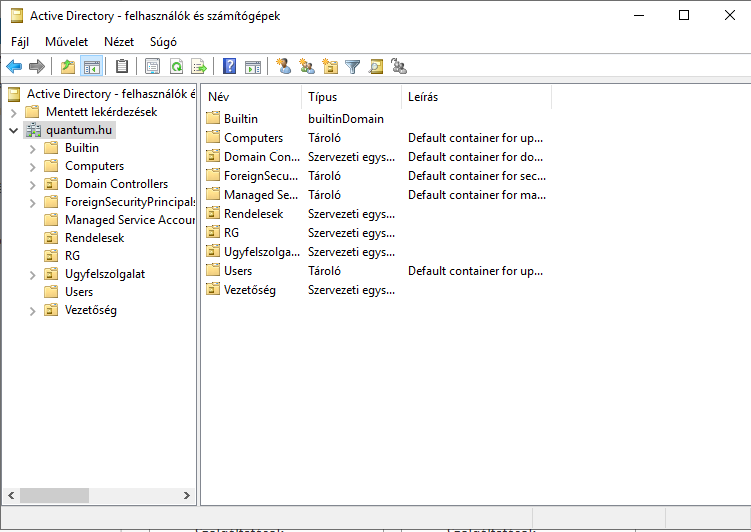 Active Directory - felhasználók és számítógépek
Fájl Művelet Nézet Súgó
Active Directory - felhasználók é
Mentett lekérdezések
quantum.hu
Builtin
Computers
Domain Controllers
ForeignSecurityPrincipals
Managed Service Accour
Rendelesek
RG
Ugyfelszolgalat
Users
Vezetőség
Név Típus Leírás
Builtin builtinDomain
Computers Tároló Default container for up...
Domain Con... Szervezeti egys... Default container for do...
ForeignSecu... Tároló Default container for sec...
Managed Se... Tároló Default container for ma...
Rendelesek Szervezeti egys...
RG Szervezeti egys...
Ugyfelszolga... Szervezeti egys...
Users Tároló Default container for up...
Vezetőség Szervezeti egys...